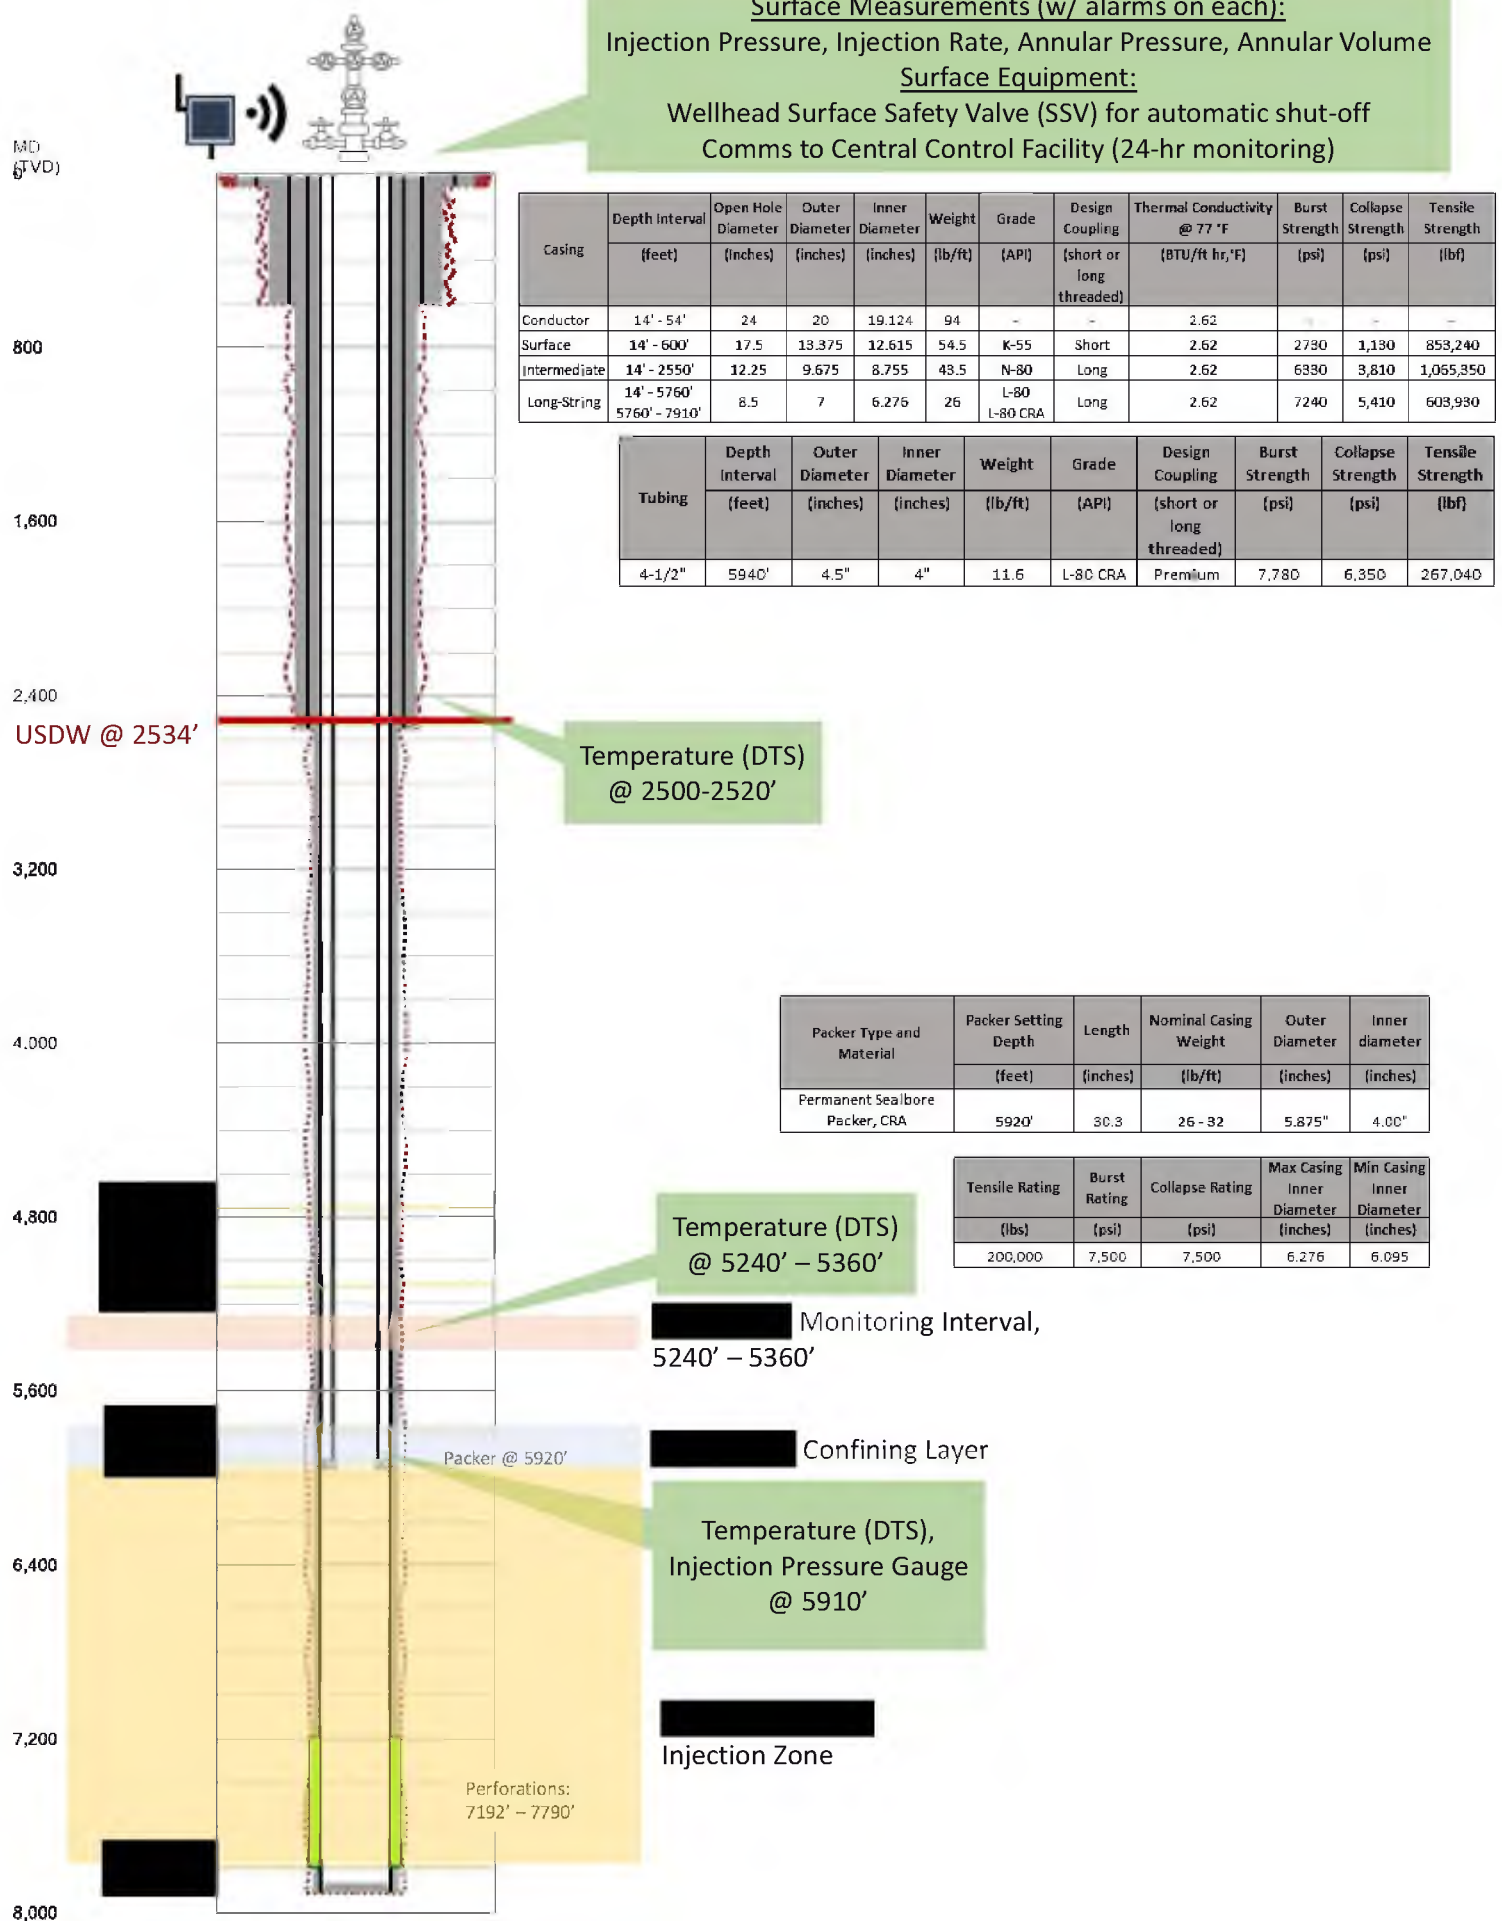 Surface Measurements (w/ alarms on each):
Injection Pressure, Injection Rate, Annular Pressure, Annular Volume
Surface Equipment:
Wellhead Surface Safety Valve (SSV) for automatic shut-off
Comms to Central Control Facility (24-hr monitoring)
MD
(TVD)
0
800
1,600
2,400
USDW @ 2534'
3,200
4,000
4,800
5,600
6,400
7,200
8,000
Casing | Depth Interval | Open Hole Diameter | Outer Diameter | Inner Diameter | Weight | Grade | Design Coupling | Thermal Conductivity @ 77 °F | Burst Strength | Collapse Strength | Tensile Strength
(feet) | (inches) | (inches) | (inches) | (lb/ft) | (API) | (short or long threaded) | (BTU/ft hr,°F) | (psi) | (psi) | (lbf)
Conductor | 14' - 54' | 24 | 20 | 19.124 | 94 | - | - | 2.62 | - | - | -
Surface | 14' - 600' | 17.5 | 13.375 | 12.615 | 54.5 | K-55 | Short | 2.62 | 2730 | 1,130 | 853,240
Intermediate | 14' - 2550' | 12.25 | 9.675 | 8.755 | 43.5 | N-80 | Long | 2.62 | 6330 | 3,810 | 1,065,350
Long-String | 14' - 5760' 5760' - 7910' | 8.5 | 7 | 6.276 | 26 | L-80 L-80 CRA | Long | 2.62 | 7240 | 5,410 | 603,930
Tubing | Depth Interval | Outer Diameter | Inner Diameter | Weight | Grade | Design Coupling | Burst Strength | Collapse Strength | Tensile Strength
(feet) | (inches) | (inches) | (lb/ft) | (API) | (short or long threaded) | (psi) | (psi) | (lbf)
4-1/2" | 5940' | 4.5" | 4" | 11.6 | L-80 CRA | Premium | 7,780 | 6,350 | 267,040
Temperature (DTS)
@ 2500-2520'
Packer Type and Material | Packer Setting Depth | Length | Nominal Casing Weight | Outer Diameter | Inner diameter
(feet) | (inches) | (lb/ft) | (inches) | (inches)
Permanent Sealbore Packer, CRA | 5920' | 30.3 | 26 - 32 | 5.875" | 4.00"
Tensile Rating | Burst Rating | Collapse Rating | Max Casing Inner Diameter | Min Casing Inner Diameter
(lbs) | (psi) | (psi) | (inches) | (inches)
200,000 | 7,500 | 7,500 | 6.276 | 6.095
Temperature (DTS)
@ 5240' – 5360'
Monitoring Interval,
5240' – 5360'
Packer @ 5920'
Confining Layer
Temperature (DTS),
Injection Pressure Gauge
@ 5910'
Injection Zone
Perforations:
7192' – 7790'